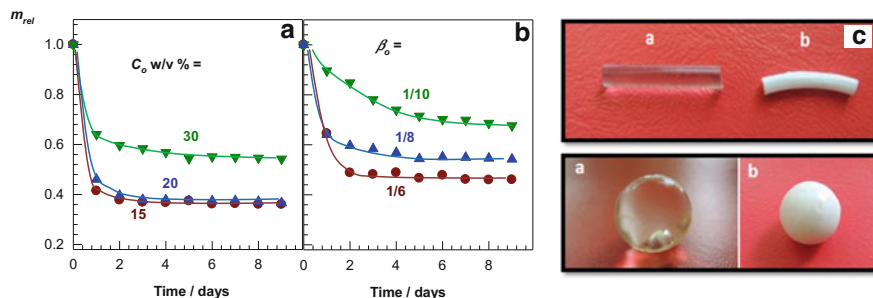 m_rel
a
C_o w/v % =
30
20
15
1.0
0.8
0.6
0.4
0.2
0 2 4 6 8
Time / days
b
β_o =
1/10
1/8
1/6
0 2 4 6 8
Time / days
c
a
b
a
b